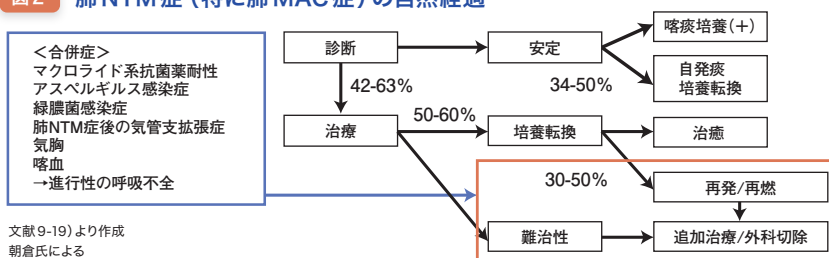 図2 肺NTM症（特に肺MAC症）の自然経過
＜合併症＞
マクロライド系抗菌薬耐性
アスペルギルス感染症
緑膿菌感染症
肺NTM症後の気管支拡張症
気胸
喀血
→進行性の呼吸不全
診断
安定
喀痰培養（+）
自発痰
培養転換
42-63%
34-50%
治療
50-60%
培養転換
治癒
30-50%
再発/再燃
難治性
追加治療/外科切除
文献9-19）より作成
朝倉氏による